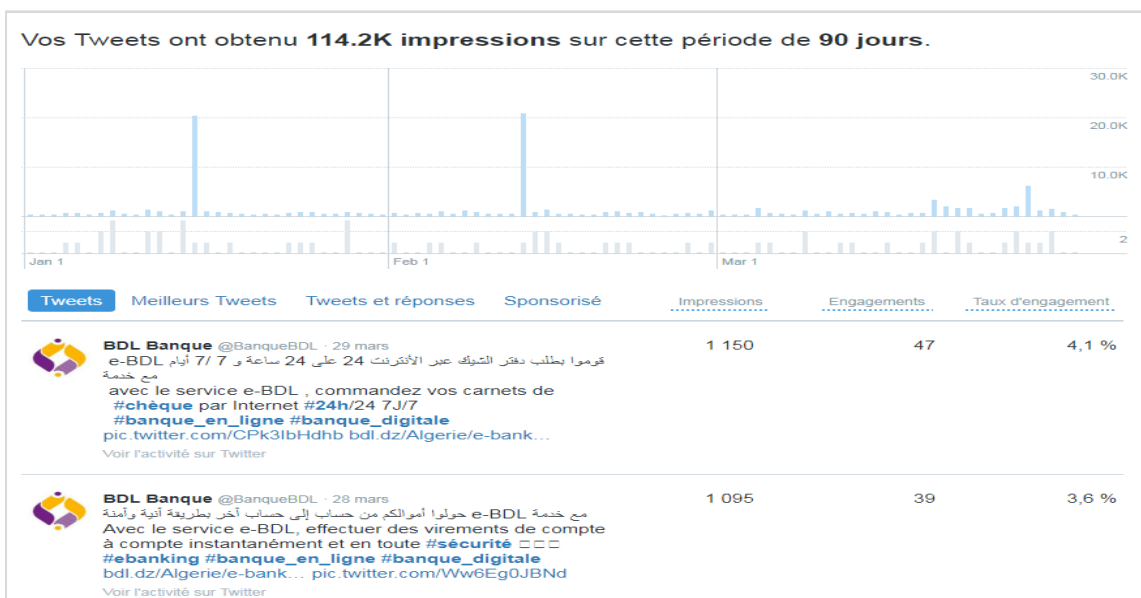 Vos Tweets ont obtenu 114.2K impressions sur cette période de 90 jours.
30.0K
20.0K
10.0K
2
Jan 1 Feb 1 Mar 1
Tweets Meilleurs Tweets Tweets et réponses Sponsorisé Impressions Engagements Taux d'engagement
BDL Banque @BanqueBDL · 29 mars 1 150 47 4,1 %
قوموا بطلب دفتر الشيك عبر الأنترنت 24 على 24 ساعة و 7 /7 أيام e-BDL
مع خدمة
avec le service e-BDL , commandez vos carnets de
#chèque par Internet #24h/24 7J/7
#banque_en_ligne #banque_digitale
pic.twitter.com/CPk3IbHdhb bdl.dz/Algerie/e-bank…
Voir l'activité sur Twitter
BDL Banque @BanqueBDL · 28 mars 1 095 39 3,6 %
مع خدمة e-BDL حولوا أموالكم من حساب إلى حساب آخر بطريقة آنية وآمنة
Avec le service e-BDL, effectuer des virements de compte
à compte instantanément et en toute #sécurité □□□
#ebanking #banque_en_ligne #banque_digitale
bdl.dz/Algerie/e-bank… pic.twitter.com/Ww6Eg0JBNd
Voir l'activité sur Twitter